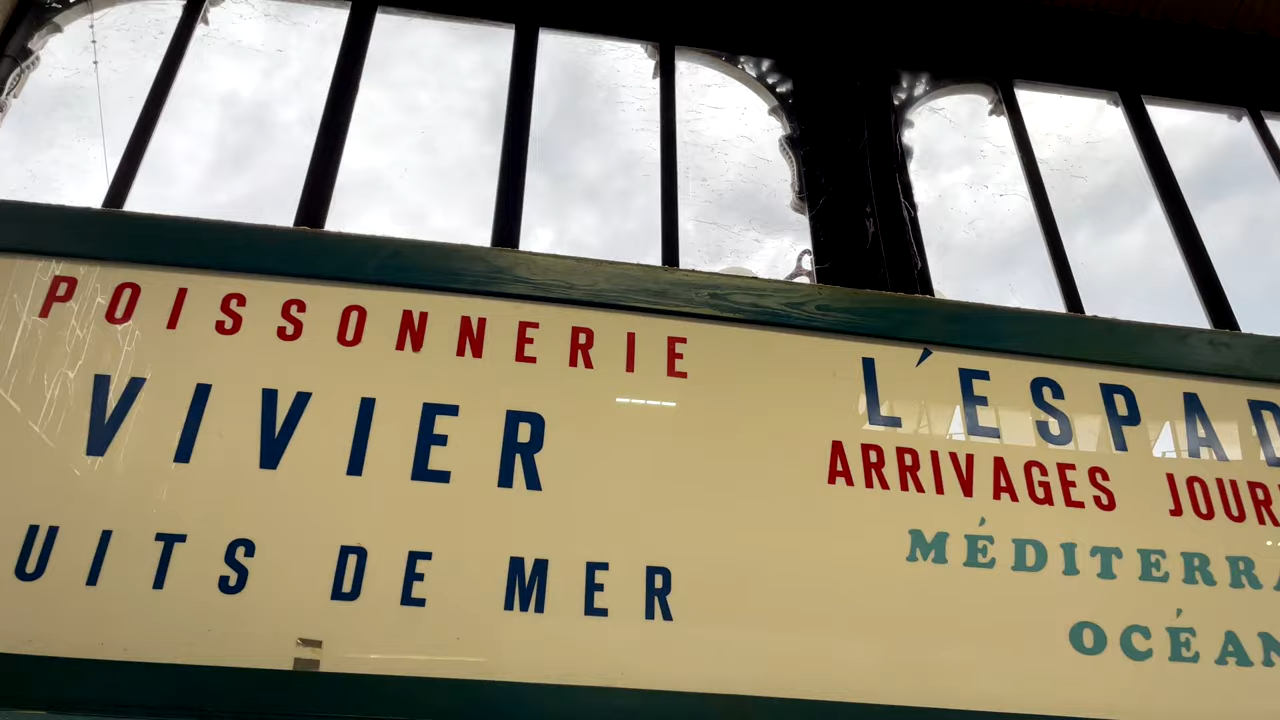 POISSONNERIE
VIVIER
UITS DE MER
L'ESPAD
ARRIVAGES JOUR
MÉDITERRA
OCÉAN